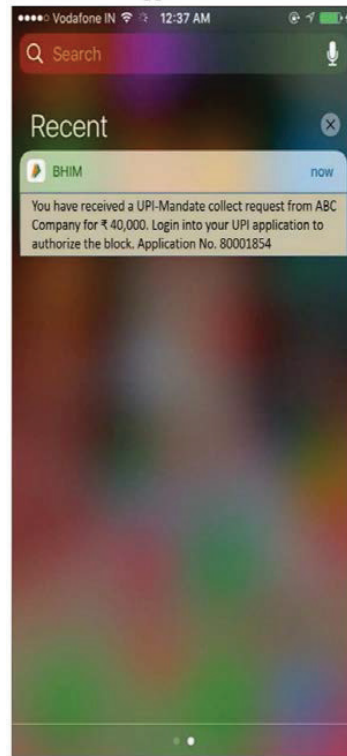 Vodafone IN 12:37 AM
Search
Recent
BHIM now
You have received a UPI-Mandate collect request from ABC
Company for ₹ 40,000. Login into your UPI application to
authorize the block. Application No. 80001854